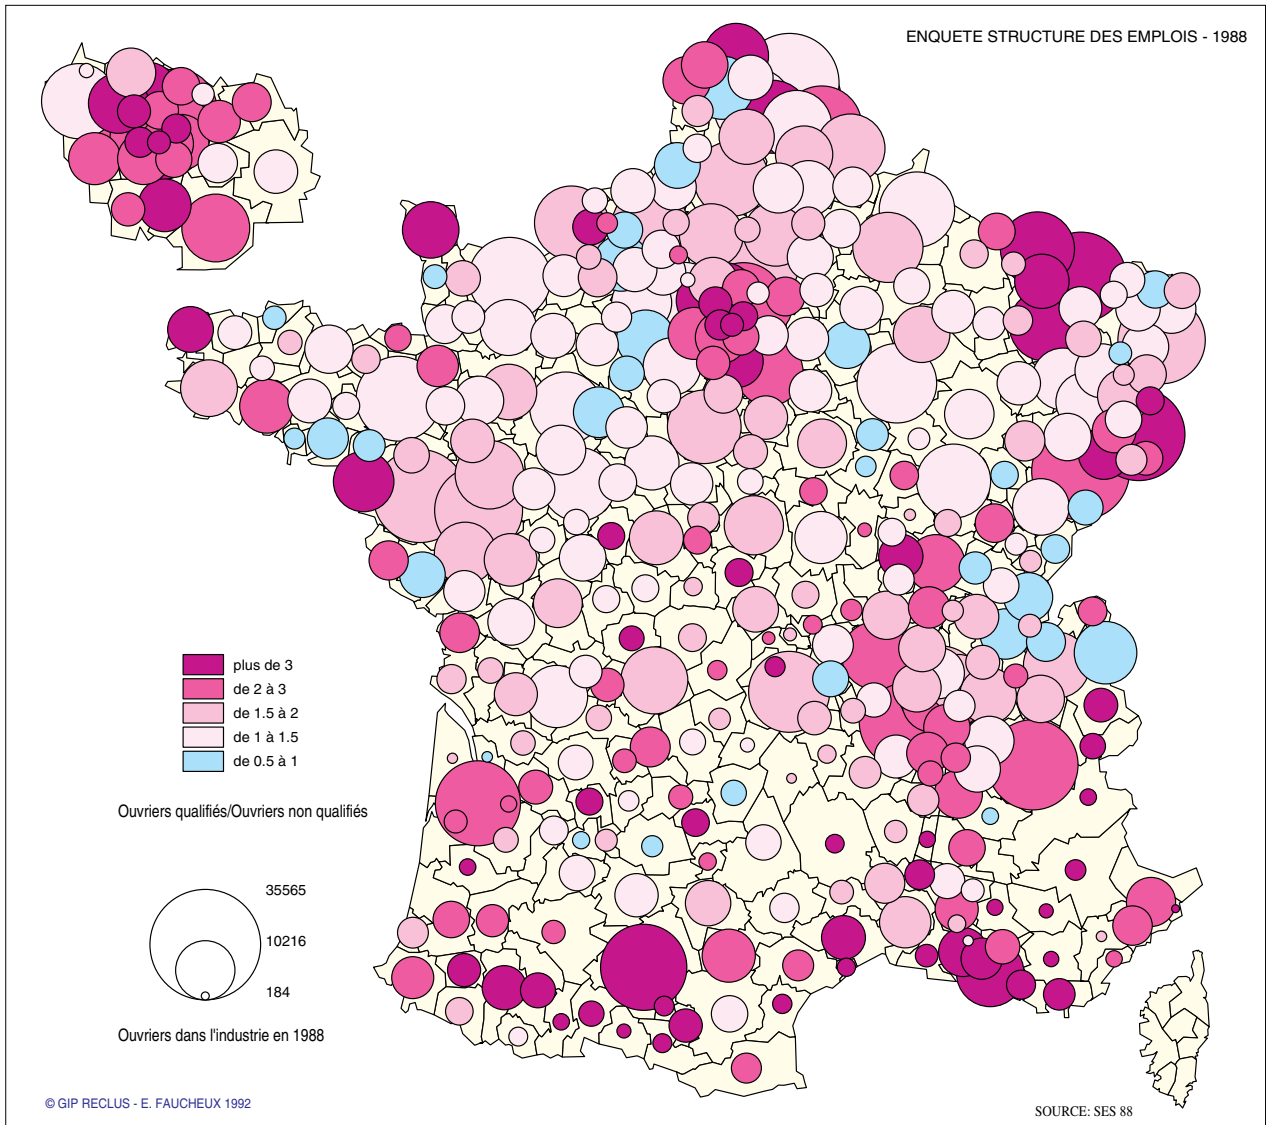 ENQUETE STRUCTURE DES EMPLOIS - 1988
plus de 3
de 2 à 3
de 1.5 à 2
de 1 à 1.5
de 0.5 à 1
Ouvriers qualifiés/Ouvriers non qualifiés
35565
10216
184
Ouvriers dans l'industrie en 1988
© GIP RECLUS - E. FAUCHEUX 1992
SOURCE: SES 88